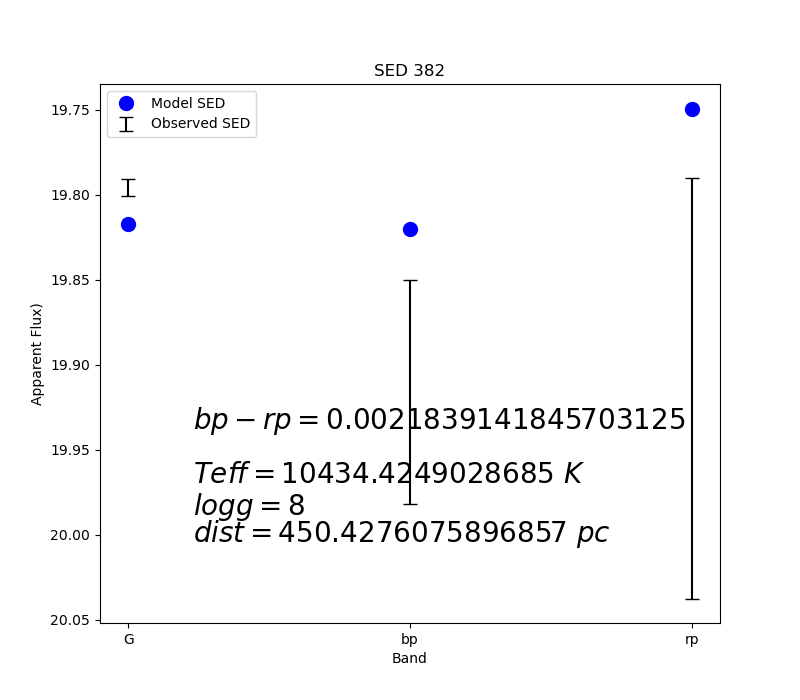 SED 382
Model SED
Observed SED
19.75
19.80
19.85
19.90
19.95
20.00
20.05
Apparent Flux)
bp − rp = 0.0021839141845703125
Teff = 10434.4249028685 K
logg = 8
dist = 450.4276075896857 pc
G bp rp
Band